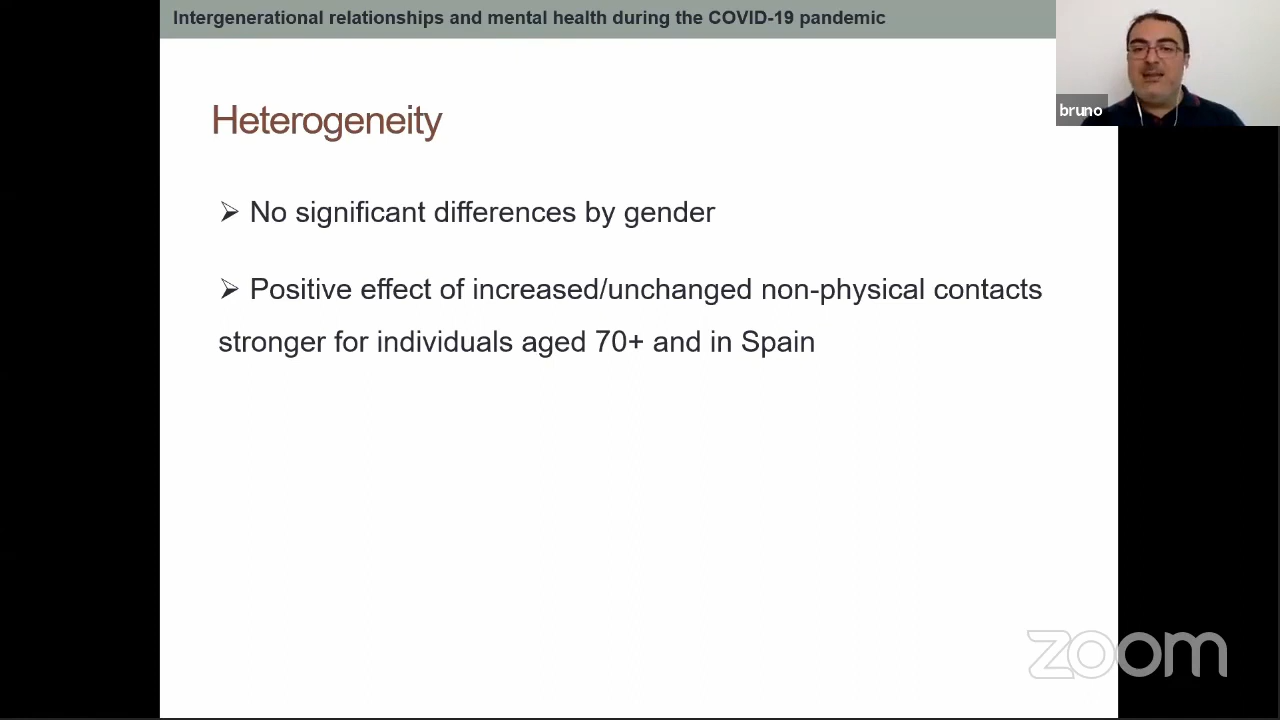 Intergenerational relationships and mental health during the COVID-19 pandemic
bruno
Heterogeneity
➢ No significant differences by gender
➢ Positive effect of increased/unchanged non-physical contacts
stronger for individuals aged 70+ and in Spain
zoom